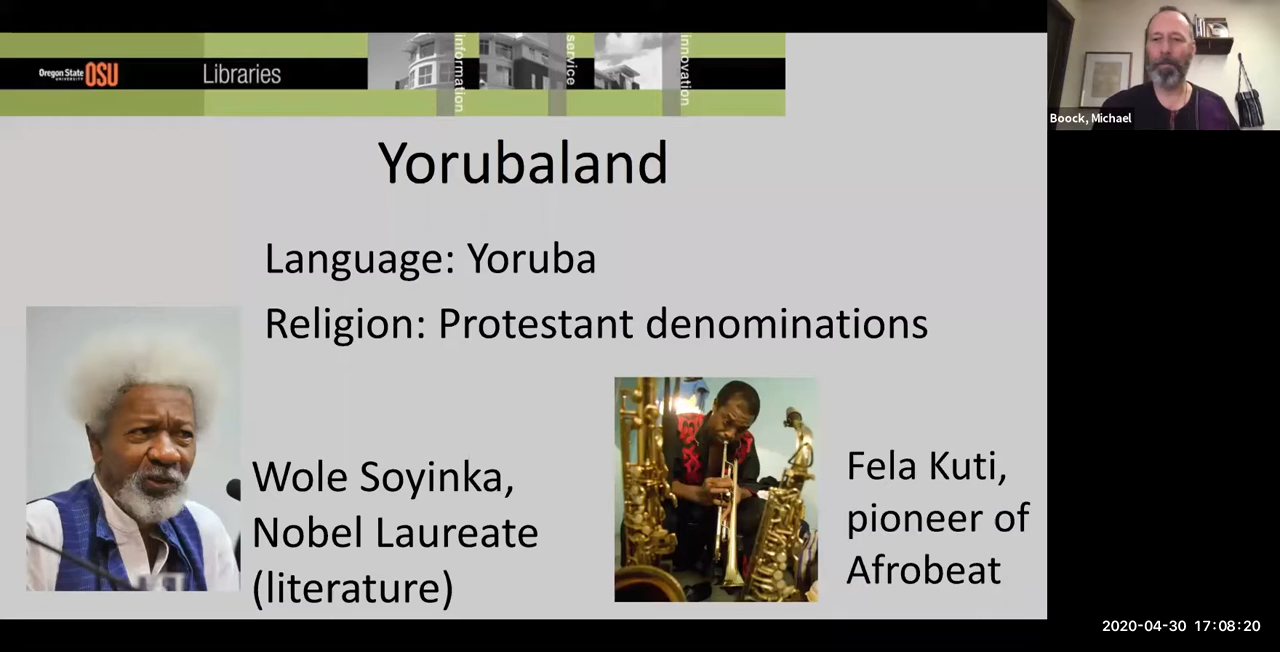 Oregon State
UNIVERSITY
OSU
Libraries
information
service
innovation
Boock, Michael
Yorubaland
Language: Yoruba
Religion: Protestant denominations
Wole Soyinka,
Nobel Laureate
(literature)
Fela Kuti,
pioneer of
Afrobeat
2020-04-30 17:08:20